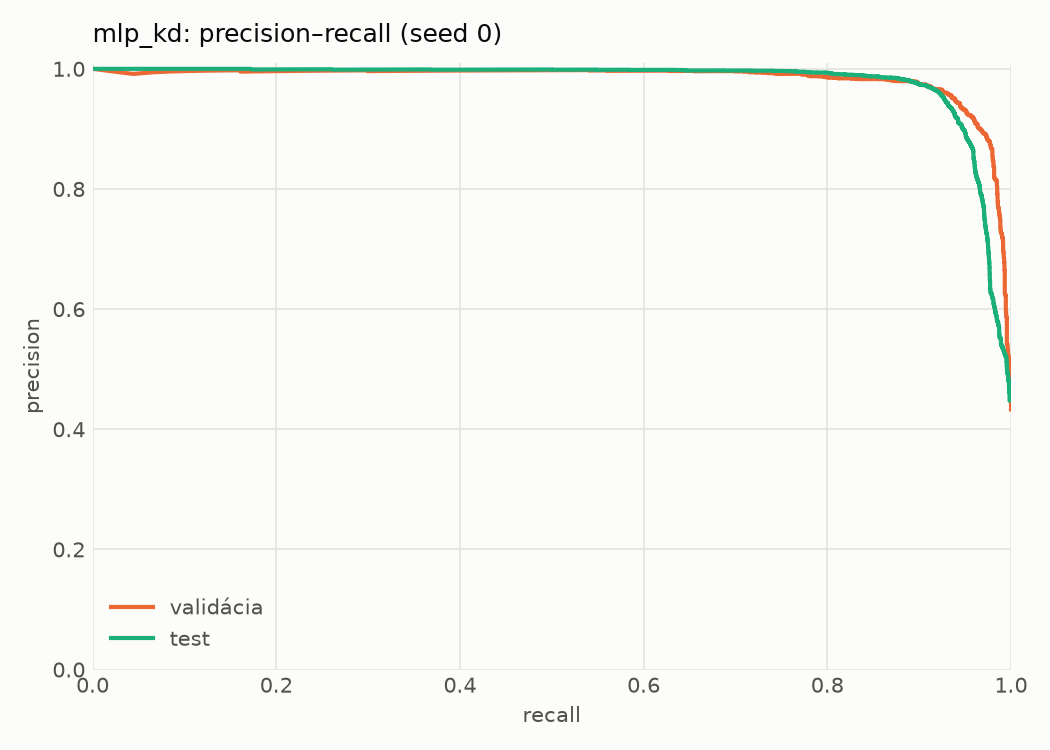 mlp_kd: precision–recall (seed 0)
1.0
0.8
0.6
0.4
0.2
0.0
precision
validácia
test
0.0 0.2 0.4 0.6 0.8 1.0
recall